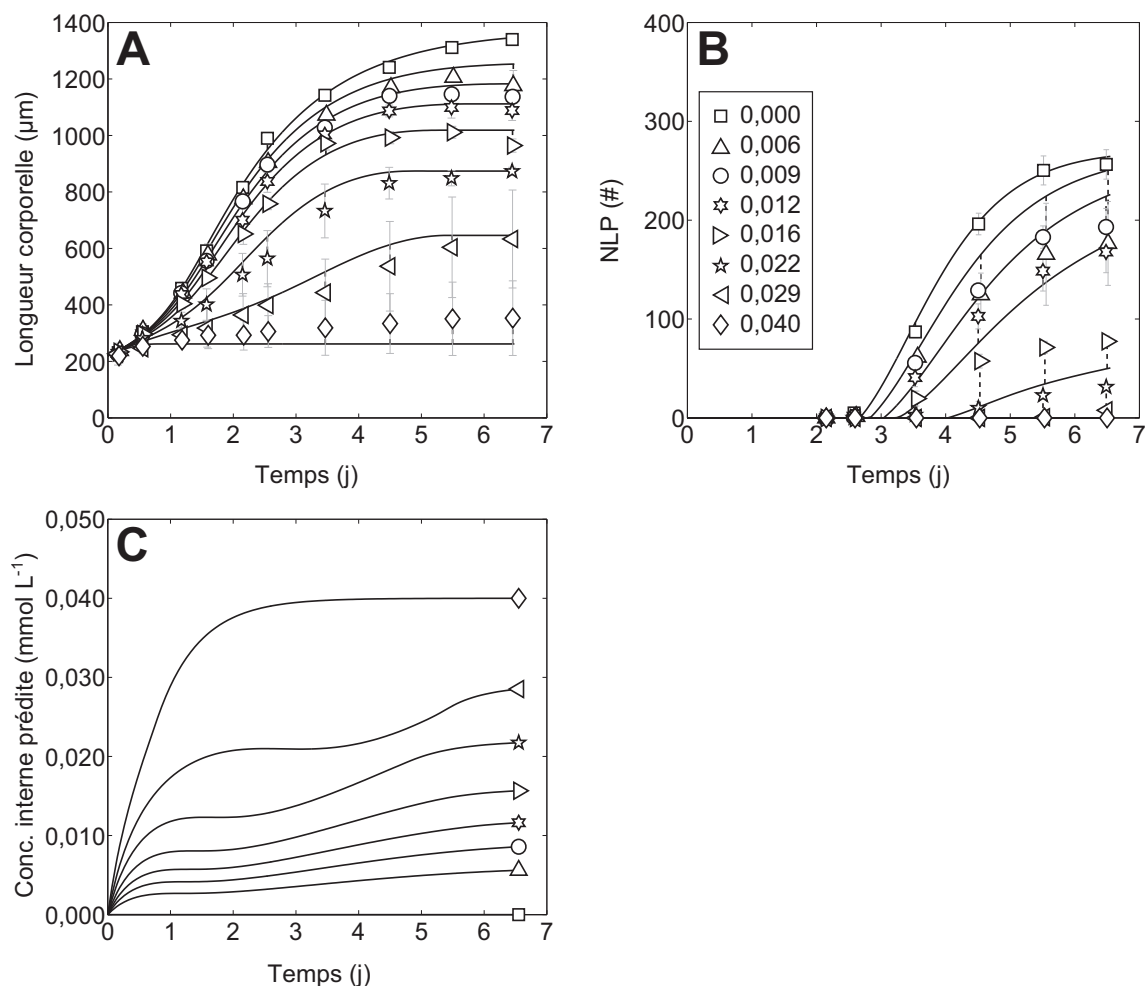 A
Longueur corporelle (µm)
1400
1200
1000
800
600
400
200
0
0 1 2 3 4 5 6 7
Temps (j)
B
NLP (#)
400
300
200
100
0
0,000
0,006
0,009
0,012
0,016
0,022
0,029
0,040
0 1 2 3 4 5 6 7
Temps (j)
C
Conc. interne prédite (mmol L⁻¹)
0,050
0,040
0,030
0,020
0,010
0,000
0 1 2 3 4 5 6 7
Temps (j)